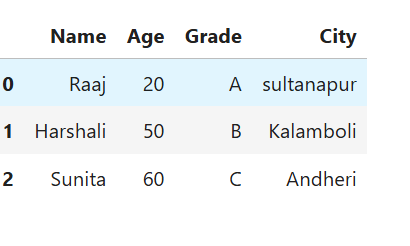 Name Age Grade City
0 Raaj 20 A sultanapur
1 Harshali 50 B Kalamboli
2 Sunita 60 C Andheri